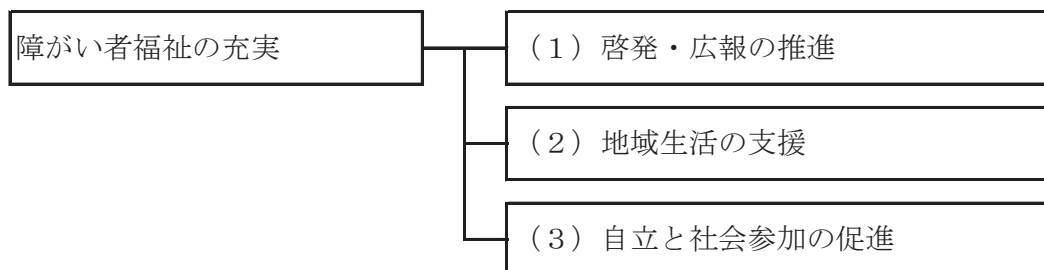 障がい者福祉の充実
（１）啓発・広報の推進
（２）地域生活の支援
（３）自立と社会参加の促進